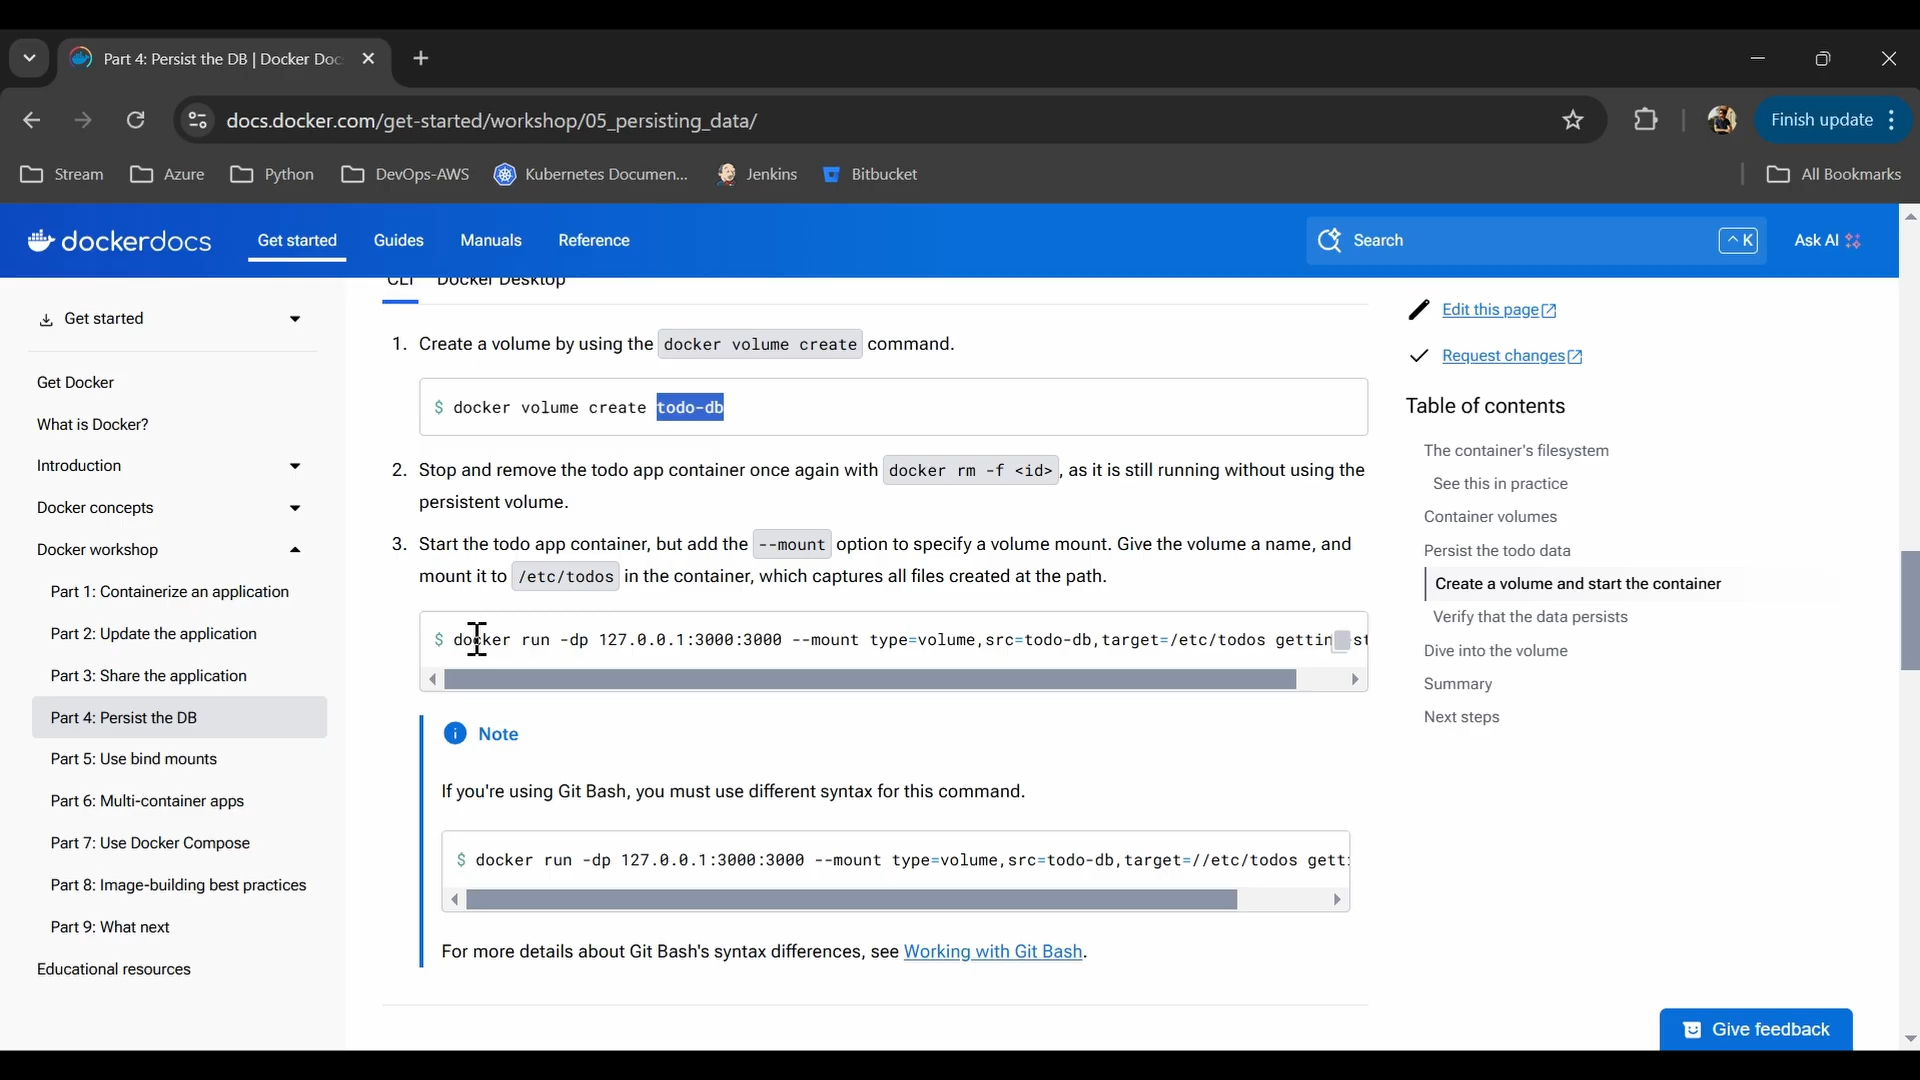 Part 4: Persist the DB | Docker Doc
docs.docker.com/get-started/workshop/05_persisting_data/
Finish update
Stream
Azure
Python
DevOps-AWS
Kubernetes Documen...
Jenkins
Bitbucket
All Bookmarks
dockerdocs
Get started
Guides
Manuals
Reference
Search
^ K
Ask AI
Get started
Get Docker
What is Docker?
Introduction
Docker concepts
Docker workshop
Part 1: Containerize an application
Part 2: Update the application
Part 3: Share the application
Part 4: Persist the DB
Part 5: Use bind mounts
Part 6: Multi-container apps
Part 7: Use Docker Compose
Part 8: Image-building best practices
Part 9: What next
Educational resources
CLI Docker Desktop
1. Create a volume by using the docker volume create command.
$ docker volume create todo-db
2. Stop and remove the todo app container once again with docker rm -f <id>, as it is still running without using the
persistent volume.
3. Start the todo app container, but add the --mount option to specify a volume mount. Give the volume a name, and
mount it to /etc/todos in the container, which captures all files created at the path.
$ docker run -dp 127.0.0.1:3000:3000 --mount type=volume,src=todo-db,target=/etc/todos gettin st
Note
If you're using Git Bash, you must use different syntax for this command.
$ docker run -dp 127.0.0.1:3000:3000 --mount type=volume,src=todo-db,target=//etc/todos gett
For more details about Git Bash's syntax differences, see Working with Git Bash.
Edit this page
Request changes
Table of contents
The container's filesystem
See this in practice
Container volumes
Persist the todo data
Create a volume and start the container
Verify that the data persists
Dive into the volume
Summary
Next steps
Give feedback